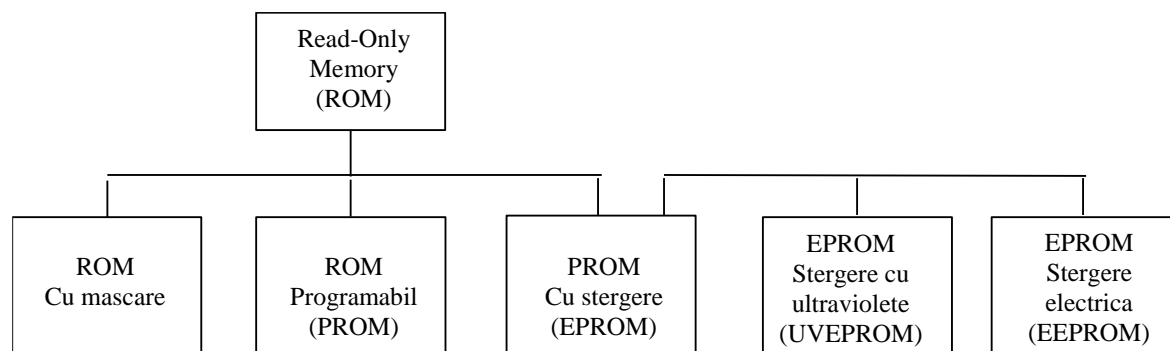 Read-Only
Memory
(ROM)
ROM
Cu mascare
ROM
Programabil
(PROM)
PROM
Cu stergere
(EPROM)
EPROM
Stergere cu
ultraviolete
(UVEPROM)
EPROM
Stergere
electrica
(EEPROM)